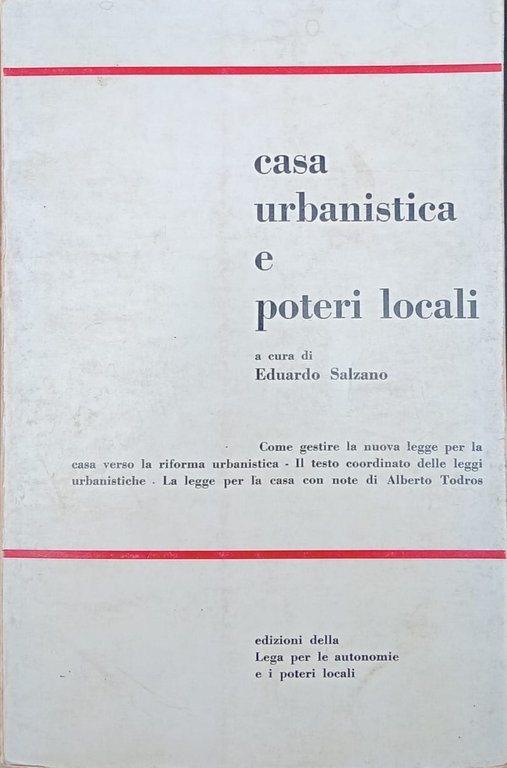 casa
urbanistica
e
poteri locali
a cura di
Eduardo Salzano
Come gestire la nuova legge per la
casa verso la riforma urbanistica - Il testo coordinato delle leggi
urbanistiche - La legge per la casa con note di Alberto Todros
edizioni della
Lega per le autonomie
e i poteri locali